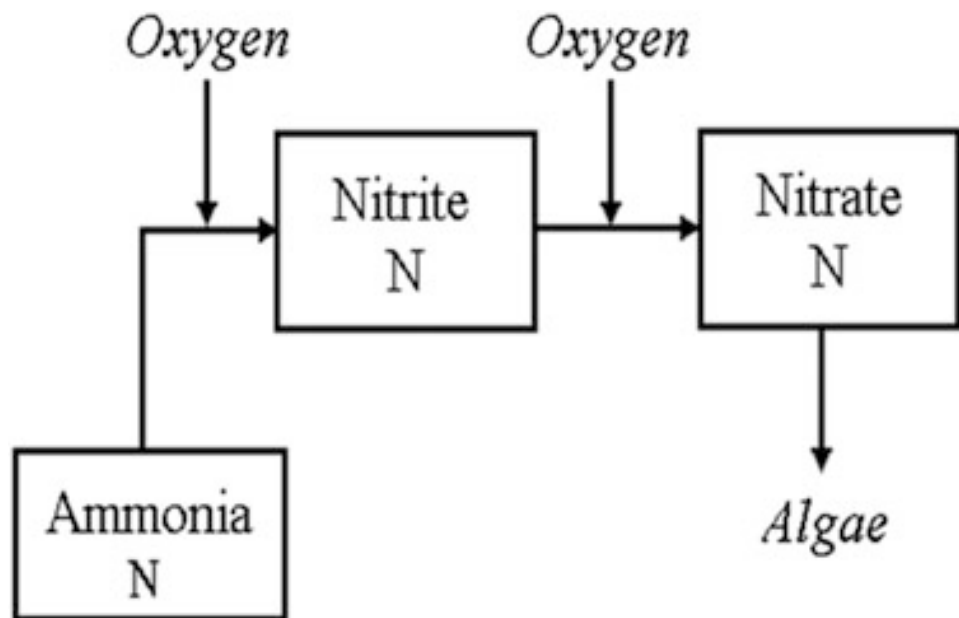 Oxygen
Oxygen
Nitrite
N
Nitrate
N
Ammonia
N
Algae